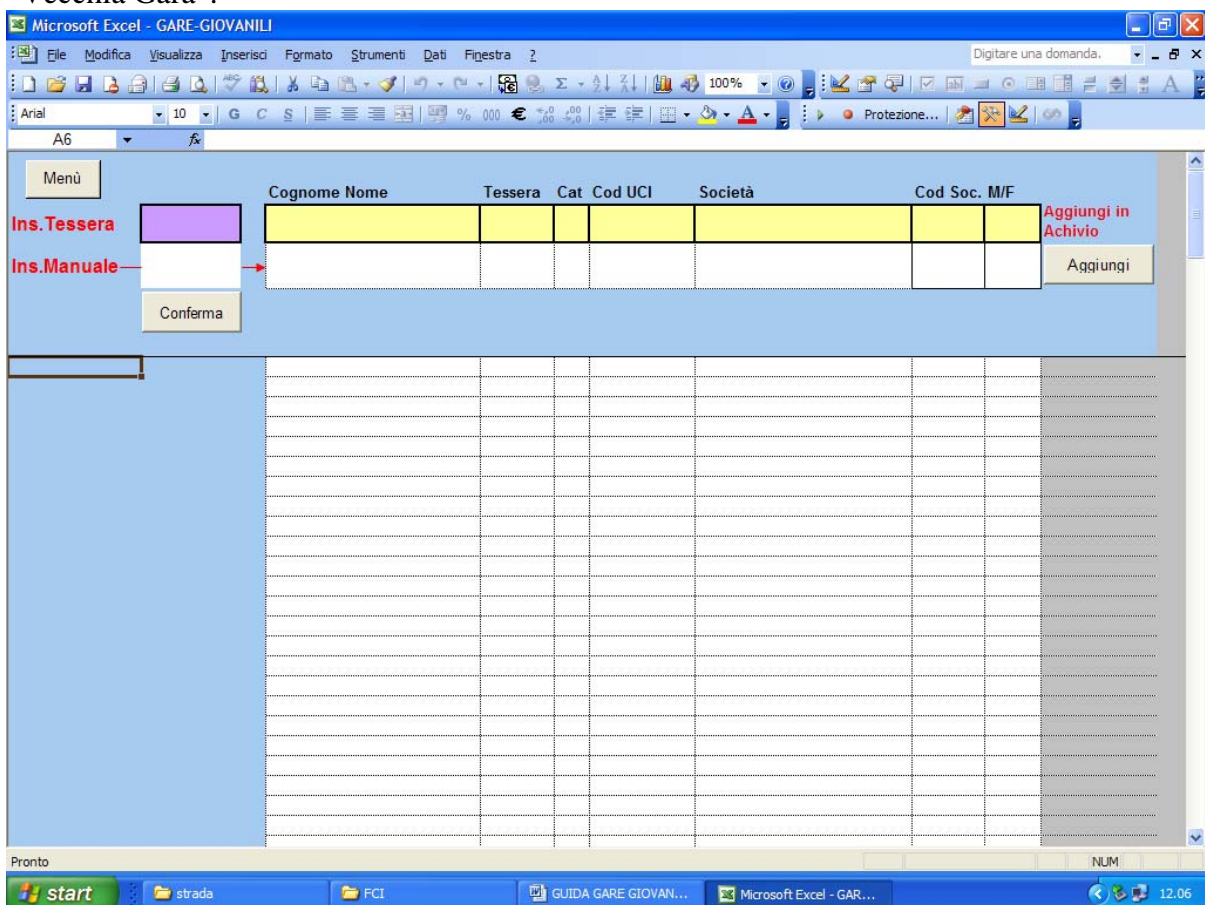 "Vecchia Gara".
Microsoft Excel - GARE-GIOVANILI
File Modifica Visualizza Inserisci Formato Strumenti Dati Finestra ? Digitare una domanda.
100%
Arial 10 G C S % 000 € Protezione...
A6 fx
Menù
Cognome Nome Tessera Cat Cod UCI Società Cod Soc. M/F
Ins.Tessera Aggiungi in
Achivio
Ins.Manuale Aggiungi
Conferma
Pronto NUM
start strada FCI GUIDA GARE GIOVAN... Microsoft Excel - GAR... 12.06